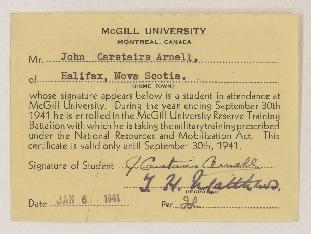 McGILL UNIVERSITY
MONTREAL, CANADA
Mr. John Carstairs Arnell,
of Halifax, Nova Scotia.
(HOME TOWN)
whose signature appears below is a student in attendance at
McGill University. During the year ending September 30th
1941 he is enrolled in the McGill University Reserve Training
Battalion with which he is taking the military training prescribed
under the National Resources and Mobilization Act. This
certificate is valid only until September 30th, 1941.
Signature of Student J. Carstairs Arnell
T. H. Matthews.
REGISTRAR
Date JAN 6 1941 Per